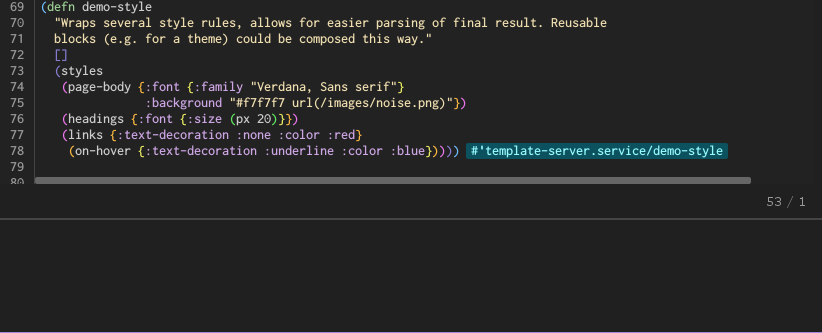 69 (defn demo-style
70 "Wraps several style rules, allows for easier parsing of final result. Reusable
71 blocks (e.g. for a theme) could be composed this way."
72 []
73 (styles
74 (page-body {:font {:family "Verdana, Sans serif"}
75 :background "#f7f7f7 url(/images/noise.png)"})
76 (headings {:font {:size (px 20)}})
77 (links {:text-decoration :none :color :red}
78 (on-hover {:text-decoration :underline :color :blue})))) #'template-server.service/demo-style
79
80
53 / 1